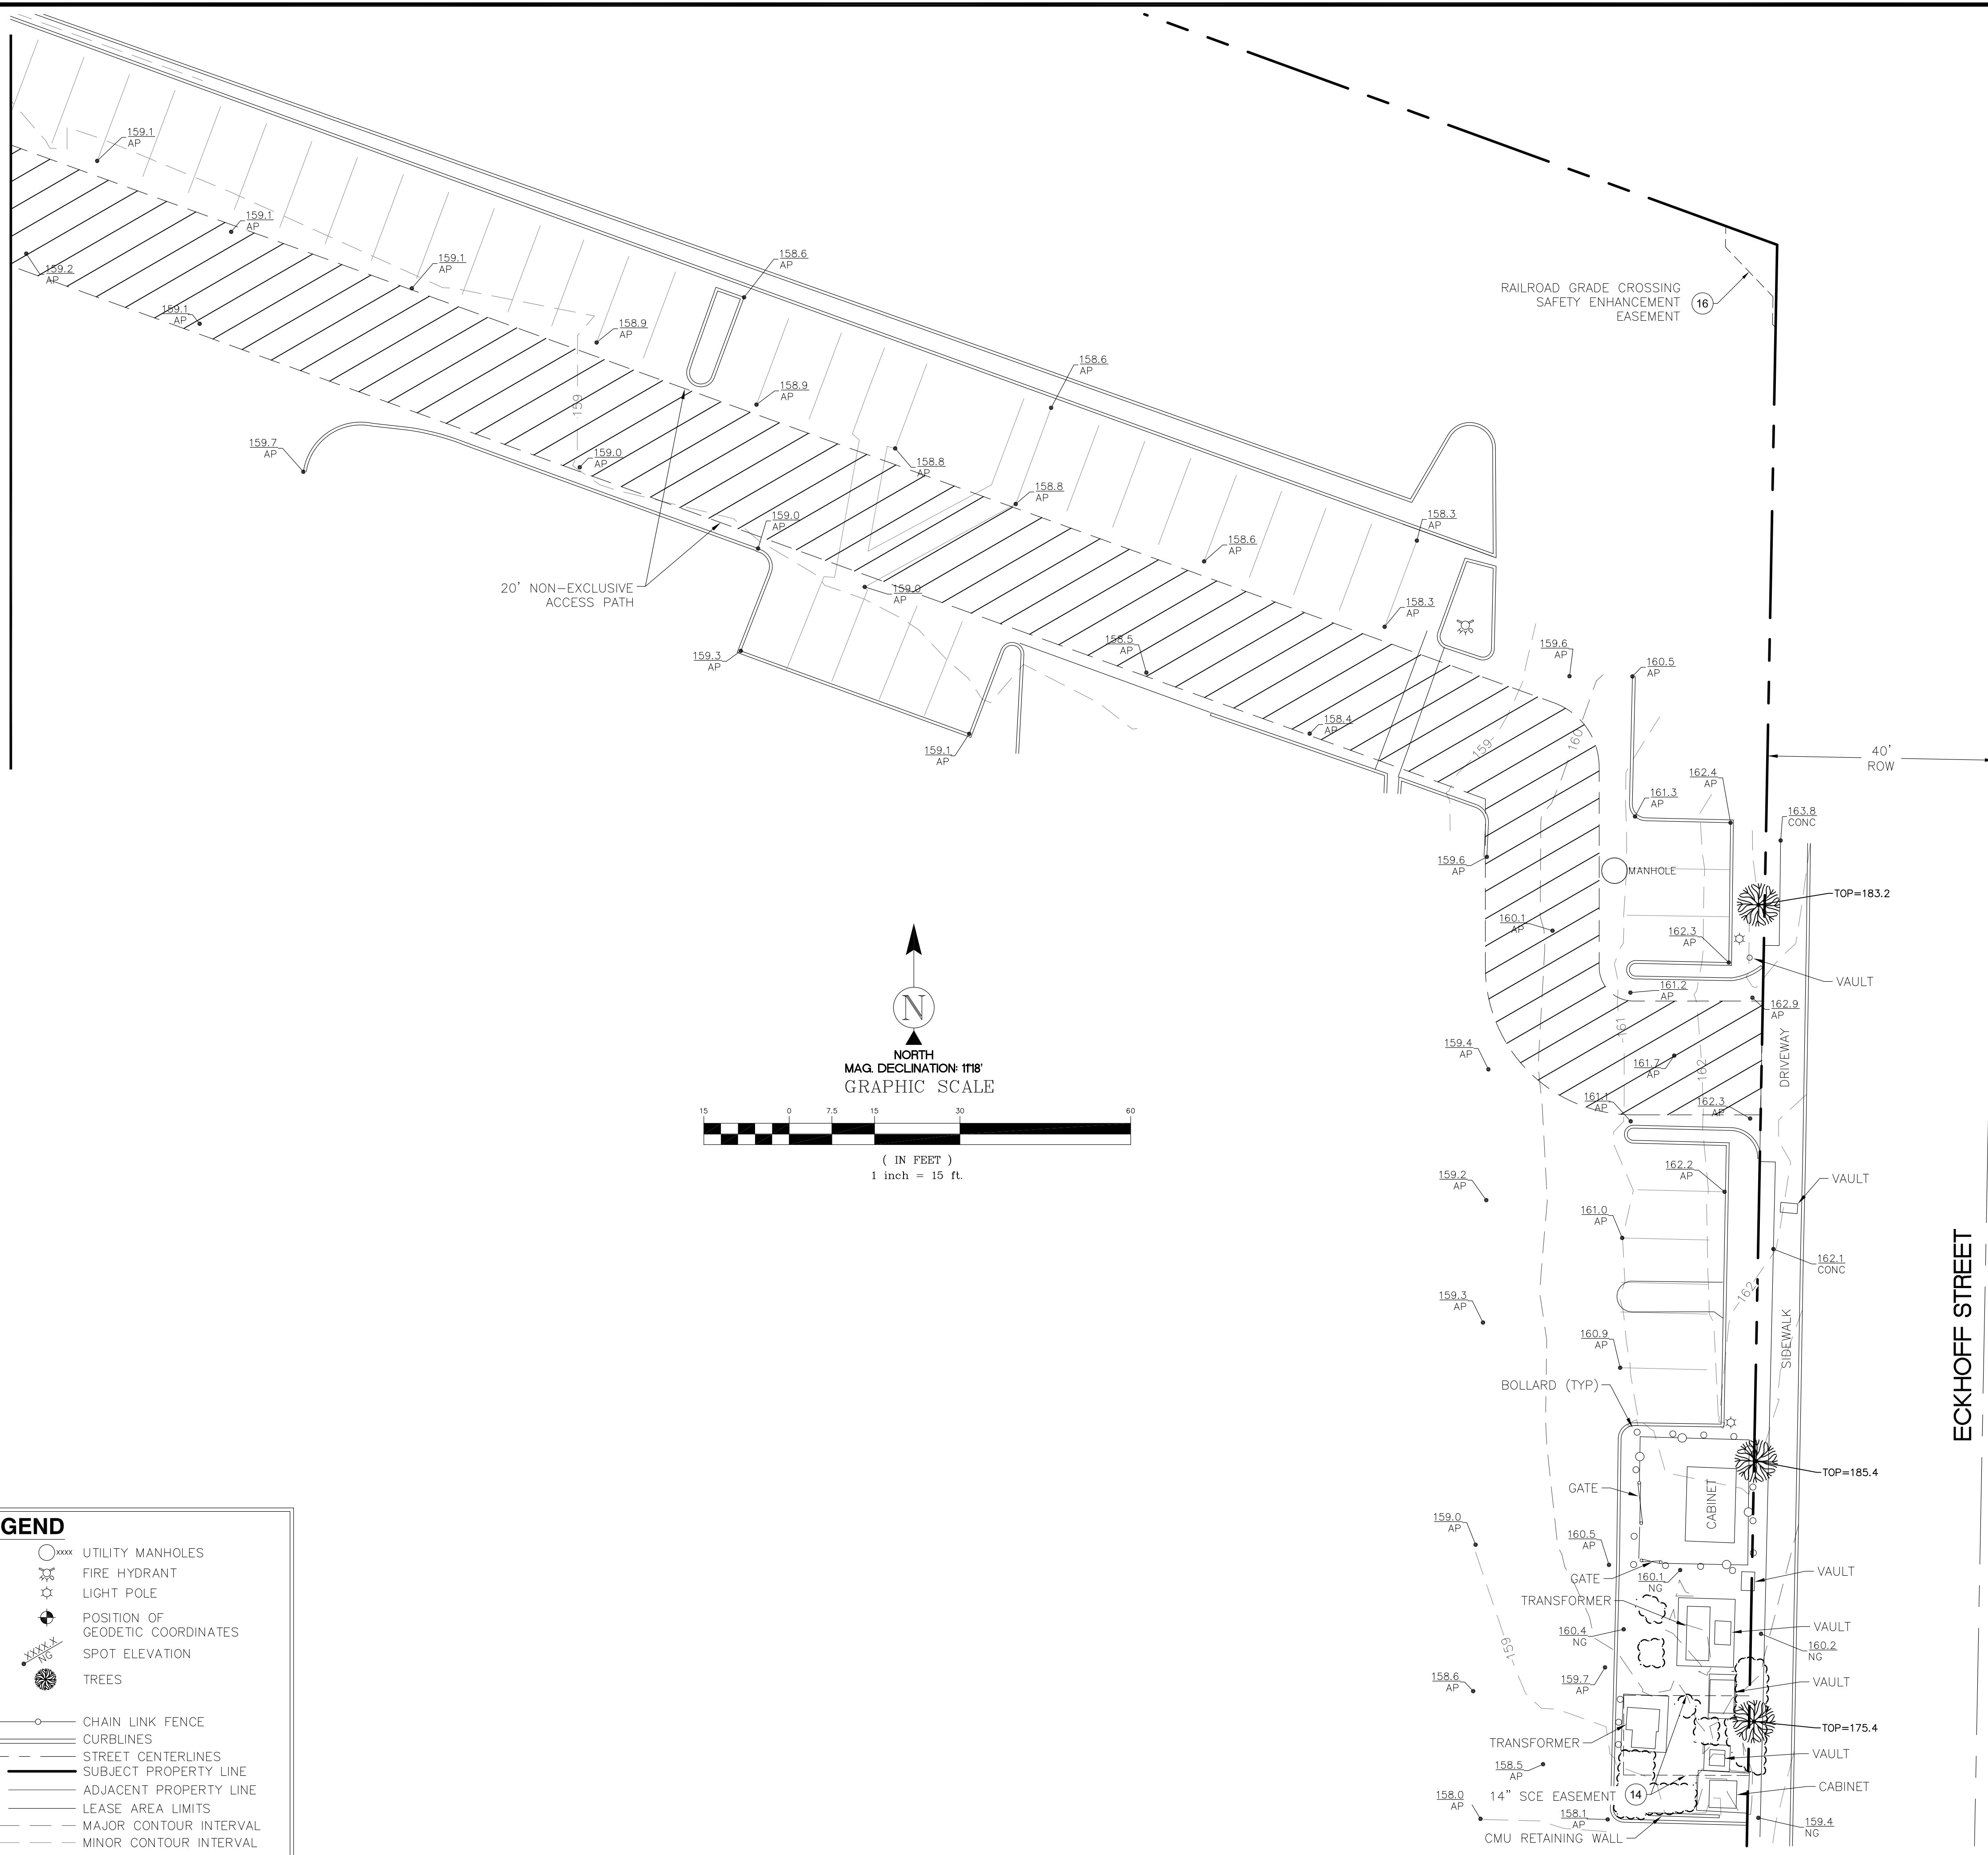 159.1
AP
159.1
AP
159.2
AP
159.1
AP
159.1
AP
158.6
AP
158.9
AP
158.9
AP
158.6
AP
RAILROAD GRADE CROSSING
SAFETY ENHANCEMENT
EASEMENT
16
159
159.7
AP
159.0
AP
158.8
AP
158.8
AP
159.0
AP
158.3
AP
158.6
AP
20' NON-EXCLUSIVE
ACCESS PATH
159.0
AP
158.3
AP
159.3
AP
158.5
AP
159.6
AP
160.5
AP
159.1
AP
158.4
AP
159
160
40'
ROW
162.4
AP
161.3
AP
163.8
CONC
159.6
AP
MANHOLE
TOP=183.2
160.1
AP
162.3
AP
VAULT
161.2
AP
162.9
AP
N
NORTH
MAG. DECLINATION: 11°18'
GRAPHIC SCALE
15 0 7.5 15 30 60
( IN FEET )
1 inch = 15 ft.
159.4
AP
161
162
161.7
AP
DRIVEWAY
161.1
AP
162.3
AP
159.2
AP
162.2
AP
VAULT
161.0
AP
162.1
CONC
159.3
AP
162
160.9
AP
SIDEWALK
ECKHOFF STREET
BOLLARD (TYP)
TOP=185.4
GATE
CABINET
159.0
AP
160.5
AP
GATE
160.1
NG
VAULT
TRANSFORMER
160.4
NG
VAULT
160.2
NG
159
158.6
AP
159.7
AP
VAULT
TOP=175.4
TRANSFORMER
VAULT
158.5
AP
CABINET
158.0
AP
14" SCE EASEMENT
14
158.1
AP
159.4
NG
CMU RETAINING WALL
GEND
XXXX UTILITY MANHOLES
FIRE HYDRANT
LIGHT POLE
POSITION OF
GEODETIC COORDINATES
XXXX.X
NG
SPOT ELEVATION
TREES
CHAIN LINK FENCE
CURBLINES
STREET CENTERLINES
SUBJECT PROPERTY LINE
ADJACENT PROPERTY LINE
LEASE AREA LIMITS
MAJOR CONTOUR INTERVAL
MINOR CONTOUR INTERVAL